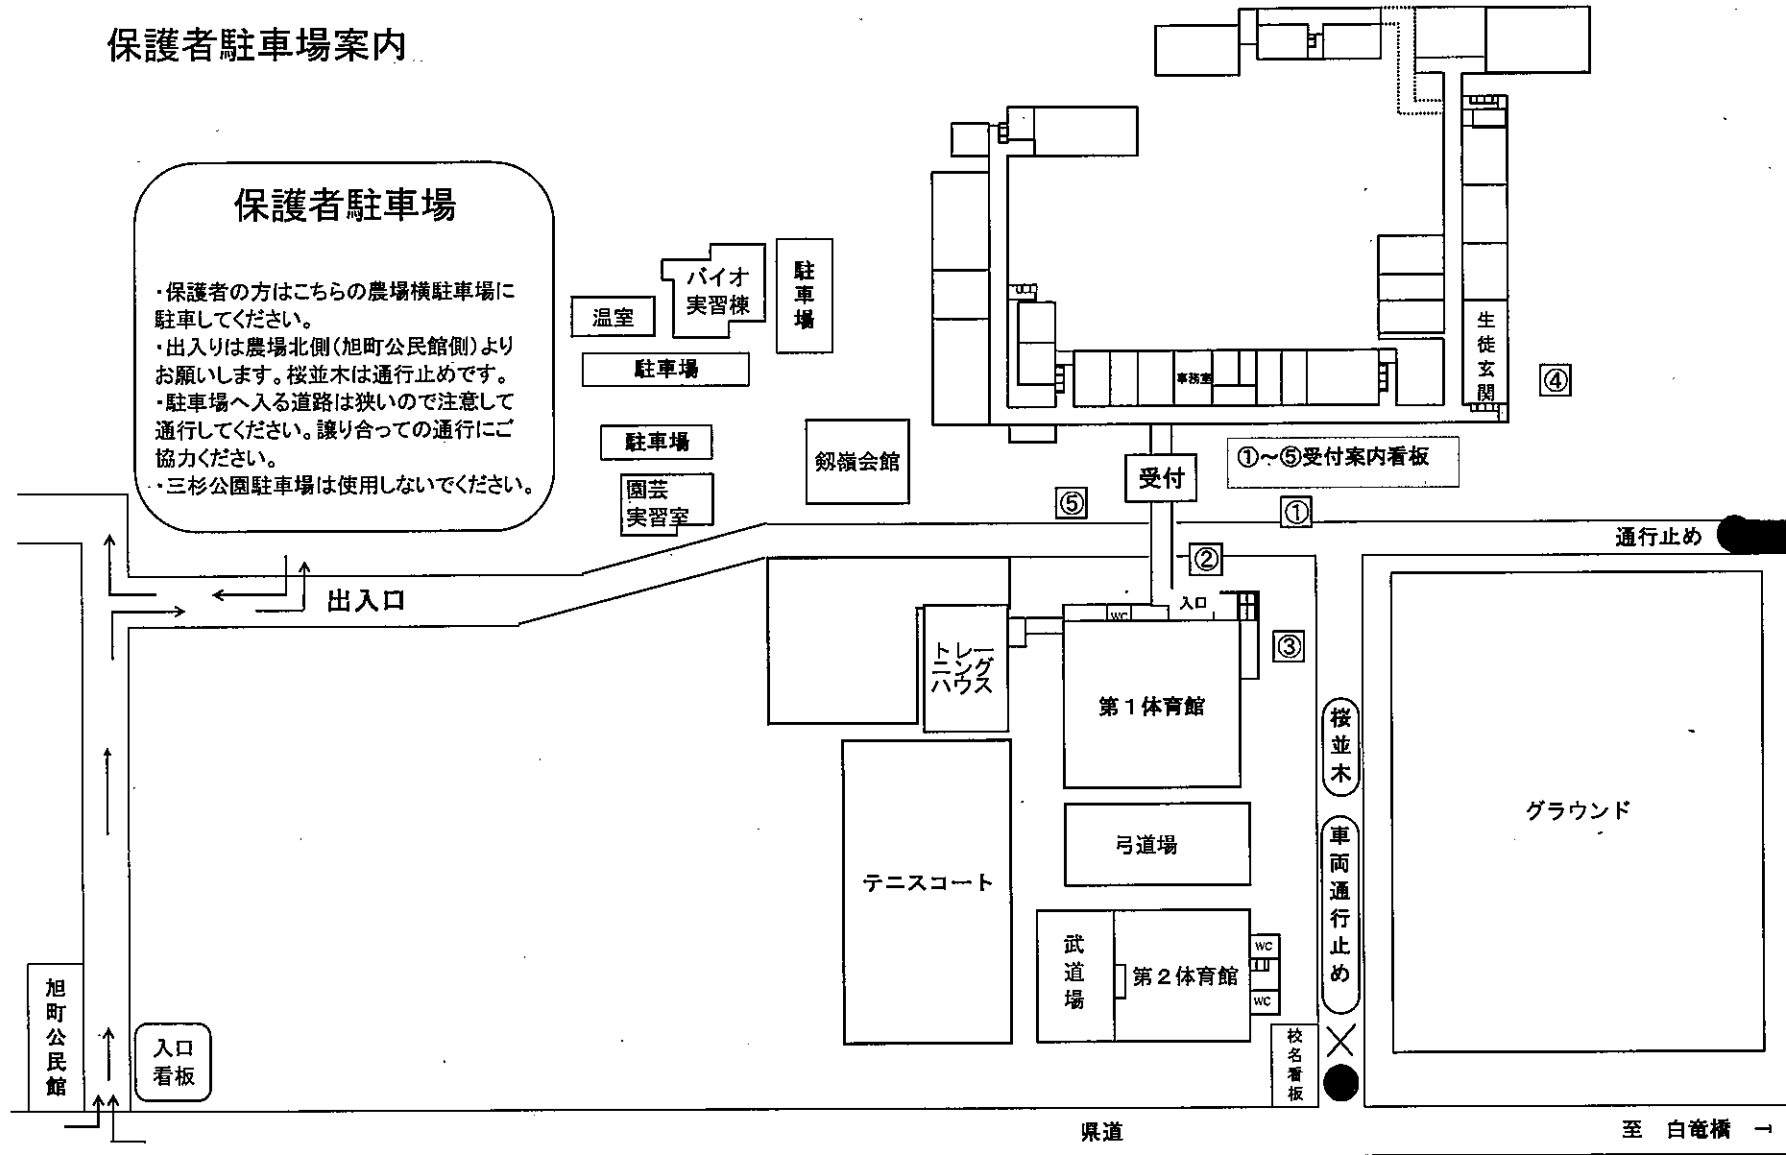 保護者駐車場案内
保護者駐車場
・保護者の方はこちらの農場横駐車場に
駐車してください。
・出入りは農場北側(旭町公民館側)より
お願いします。桜並木は通行止めです。
・駐車場へ入る道路は狭いので注意して
通行してください。譲り合っての通行にご
協力ください。
・三杉公園駐車場は使用しないでください。
バイオ
実習棟
駐車場
温室
駐車場
駐車場
園芸
実習室
剱嶺会館
事務室
生徒玄関
④
受付
①~⑤受付案内看板
⑤
①
通行止め
②
出入口
入口
WC
③
トレー
ニング
ハウス
第1体育館
桜並木
グラウンド
弓道場
車両通行止め
テニスコート
武道場
第2体育館
WC
WC
旭町公民館
入口
看板
校名看板
県道
至 白竜橋 →